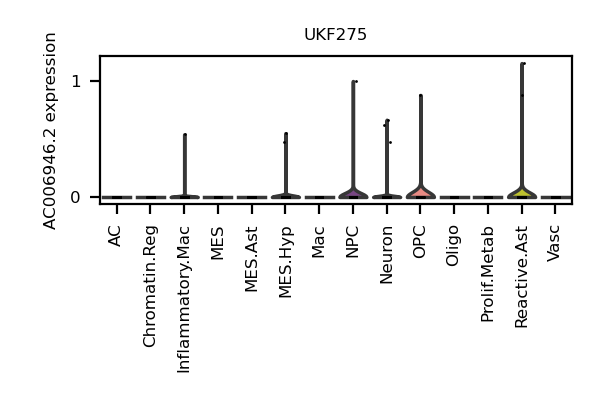 UKF275
AC006946.2 expression
1
0
AC
Chromatin.Reg
Inflammatory.Mac
MES
MES.Ast
MES.Hyp
Mac
NPC
Neuron
OPC
Oligo
Prolif.Metab
Reactive.Ast
Vasc